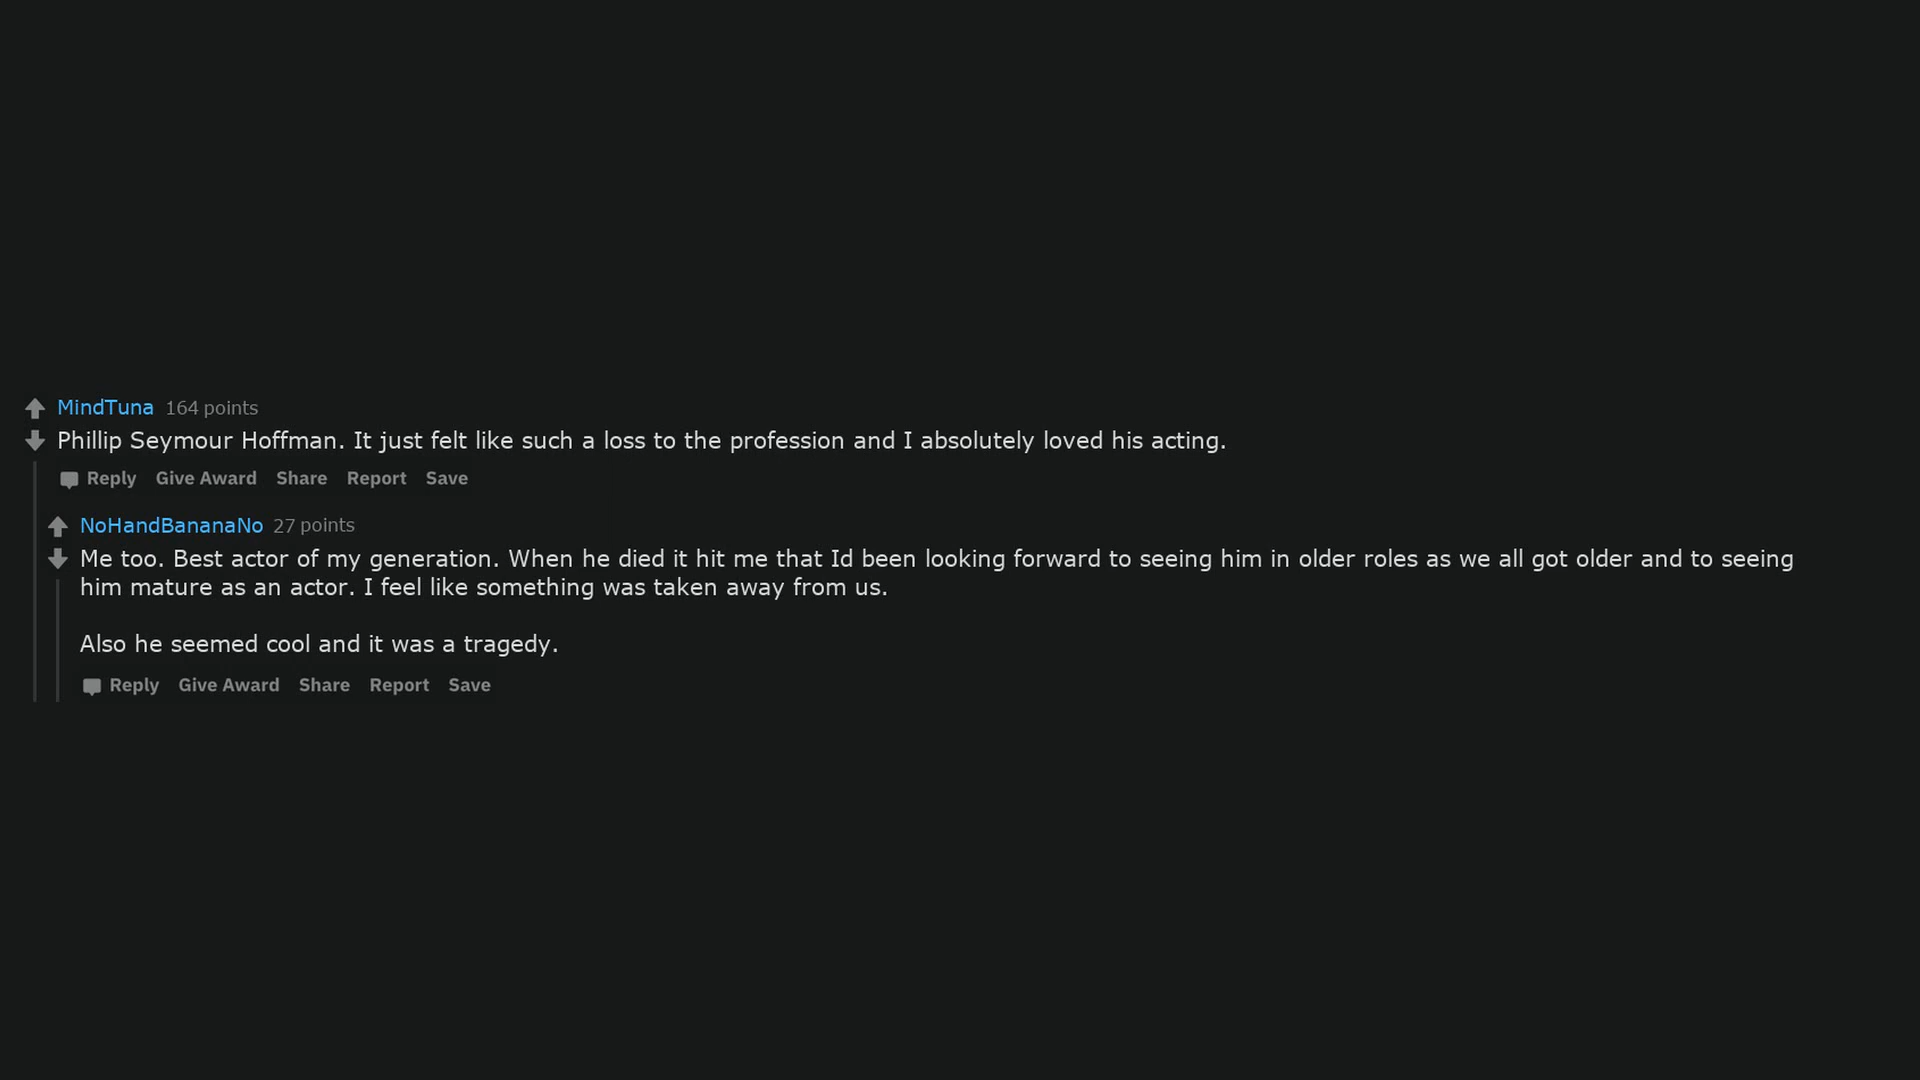 MindTuna 164 points
Phillip Seymour Hoffman. It just felt like such a loss to the profession and I absolutely loved his acting.
Reply Give Award Share Report Save
NoHandBananaNo 27 points
Me too. Best actor of my generation. When he died it hit me that Id been looking forward to seeing him in older roles as we all got older and to seeing
him mature as an actor. I feel like something was taken away from us.
Also he seemed cool and it was a tragedy.
Reply Give Award Share Report Save